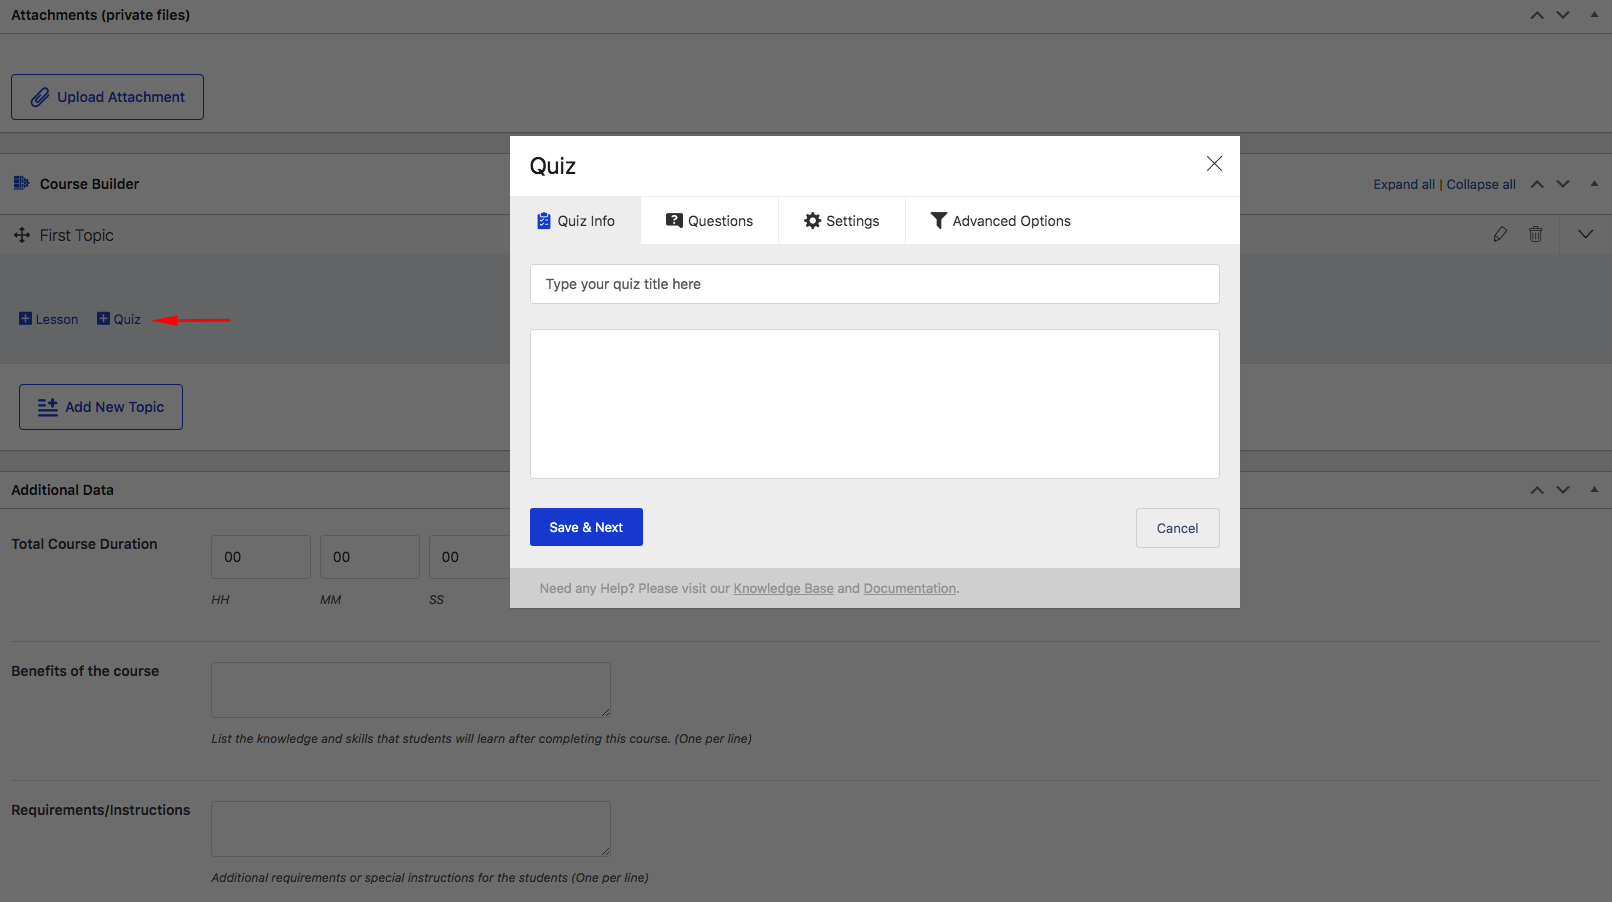 Attachments (private files)
Upload Attachment
Course Builder
Expand all | Collapse all
First Topic
Lesson Quiz
Add New Topic
Quiz
Quiz Info Questions Settings Advanced Options
Type your quiz title here
Save & Next Cancel
Need any Help? Please visit our Knowledge Base and Documentation.
Additional Data
Total Course Duration
00 00 00
HH MM SS
Benefits of the course
List the knowledge and skills that students will learn after completing this course. (One per line)
Requirements/Instructions
Additional requirements or special instructions for the students (One per line)